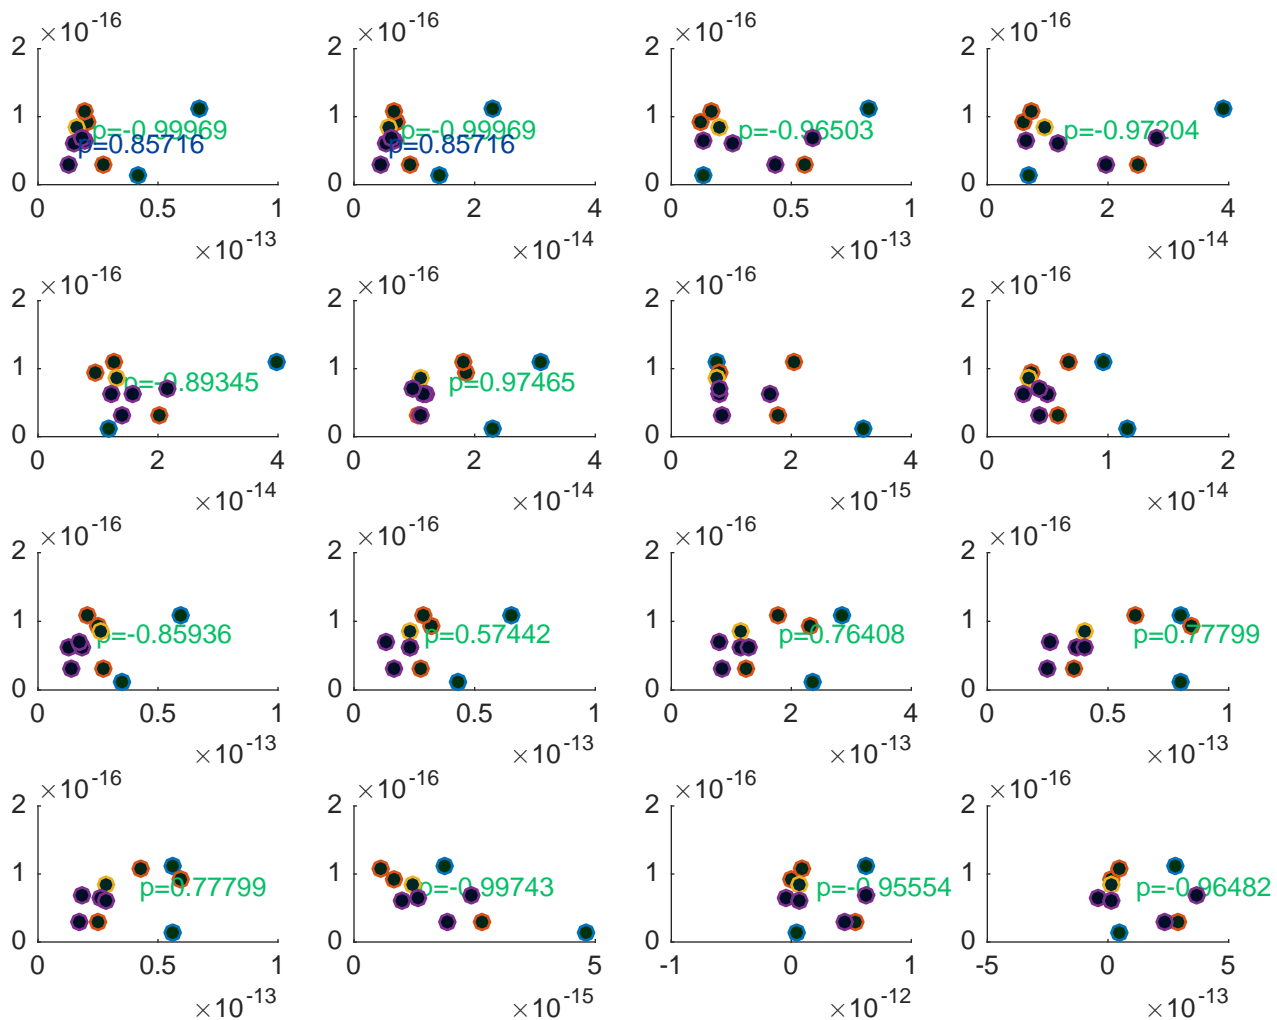 ×10-16 ×10-16 ×10-16 ×10-16
2 2 2 2
1 p=-0.99969 1 p=-0.99969 1 p=-0.96503 1 p=-0.97204
p=0.85716 p=0.85716
0 0 0 0
0 0.5 1 0 2 4 0 0.5 1 0 2 4
×10-13 ×10-14 ×10-13 ×10-14
×10-16 ×10-16 ×10-16 ×10-16
2 2 2 2
1 p=-0.89345 1 p=0.97465 1 1
0 0 0 0
0 2 4 0 2 4 0 2 4 0 1 2
×10-14 ×10-14 ×10-15 ×10-14
×10-16 ×10-16 ×10-16 ×10-16
2 2 2 2
1 p=-0.85936 1 p=0.57442 1 p=0.76408 1 p=0.77799
0 0 0 0
0 0.5 1 0 0.5 1 0 2 4 0 0.5 1
×10-13 ×10-13 ×10-13 ×10-13
×10-16 ×10-16 ×10-16 ×10-16
2 2 2 2
1 p=0.77799 1 p=-0.99743 1 p=-0.95554 1 p=-0.96482
0 0 0 0
0 0.5 1 0 5 -1 0 1 -5 0 5
×10-13 ×10-15 ×10-12 ×10-13